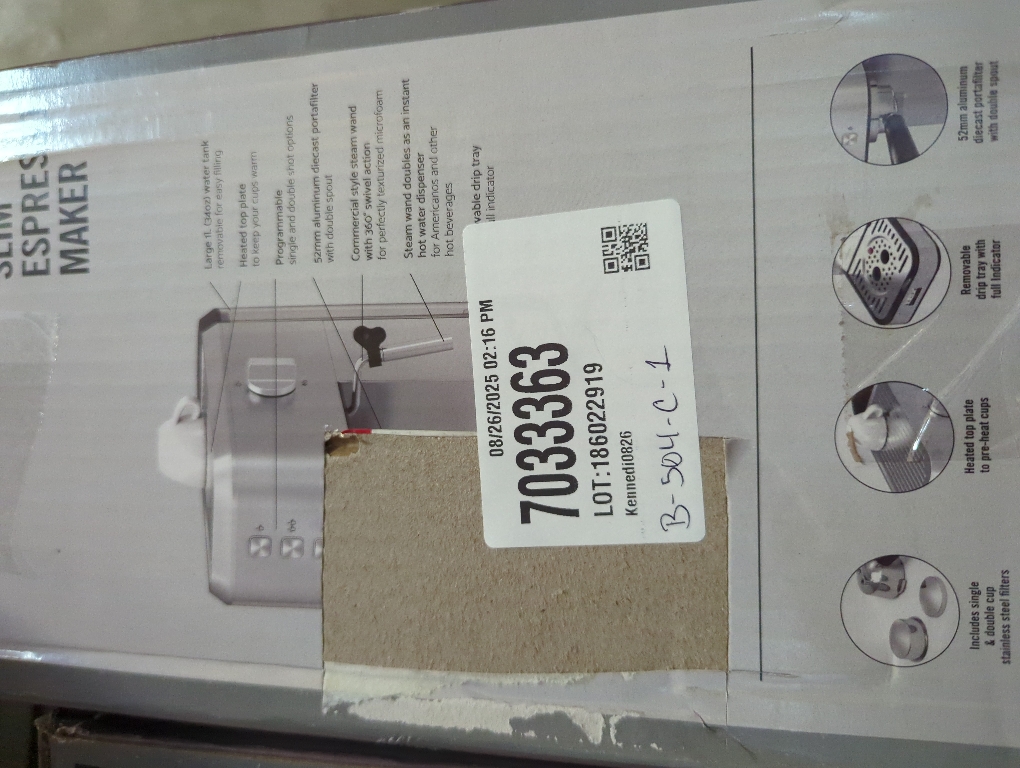 SLIM
ESPRES
MAKER
Large 1L (34oz) water tank
removable for easy filling
Heated top plate
to keep your cups warm
Programmable
single and double shot options
52mm aluminum diecast portafilter
with double spout
Commercial style steam wand
with 360° swivel action
for perfectly texturized microfoam
Steam wand doubles as an instant
hot water dispenser
for Americanos and other
hot beverages
vable drip tray
ll indicator
08/26/2025 02:16 PM
7033363
LOT:186022919
Kennedi0826
B-504-C-1
Includes single
& double cup
stainless steel filters
Heated top plate
to pre-heat cups
Removable
drip tray with
full Indicator
52mm aluminum
diecast portafilter
with double spout